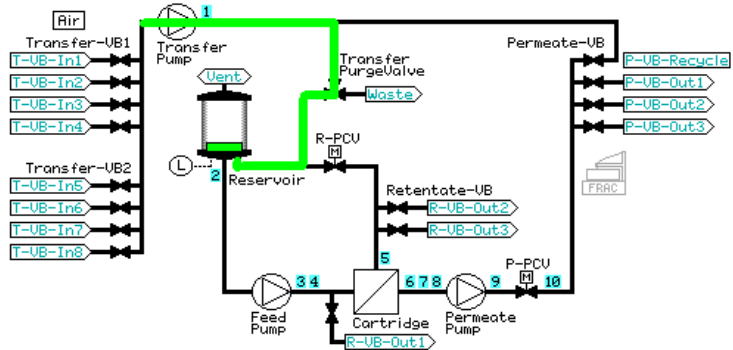 1
Air
Transfer
Pump
Transfer-VB1
Permeate-VB
T-VB-In1
T-VB-In2
T-VB-In3
T-VB-In4
Vent
Transfer
PurgeValve
Waste
P-VB-Recycle
P-VB-Out1
P-VB-Out2
P-VB-Out3
R-PCV
M
Transfer-VB2
L
2
Reservoir
T-VB-In5
T-VB-In6
T-VB-In7
T-VB-In8
Retentate-VB
R-VB-Out2
R-VB-Out3
FRAC
5
P-PCV
M
3 4
6 7 8
9
10
Feed
Pump
Cartridge
Permeate
Pump
R-VB-Out1